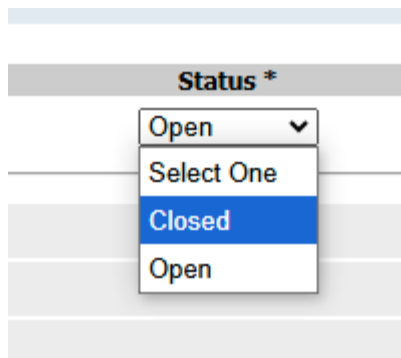 Status *
Open
Select One
Closed
Open